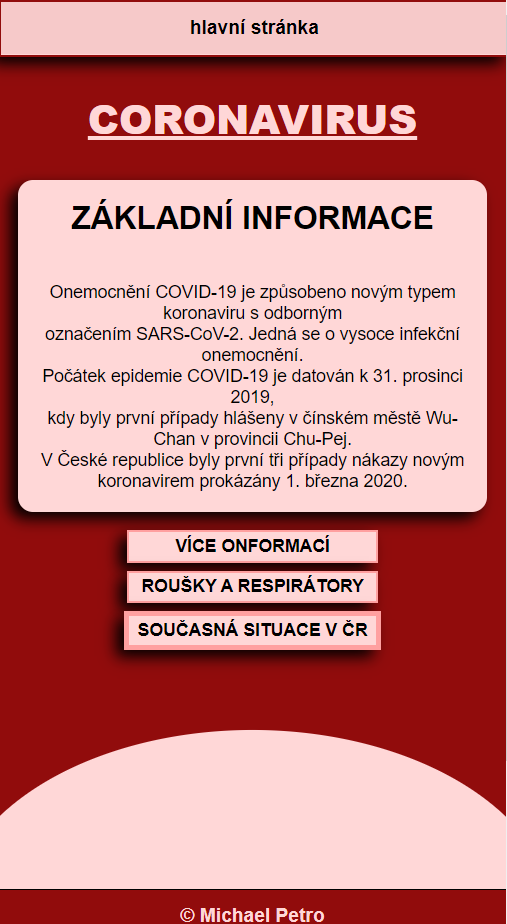 hlavní stránka
CORONAVIRUS
ZÁKLADNÍ INFORMACE
Onemocnění COVID-19 je způsobeno novým typem
koronaviru s odborným
označením SARS-CoV-2. Jedná se o vysoce infekční
onemocnění.
Počátek epidemie COVID-19 je datován k 31. prosinci
2019,
kdy byly první případy hlášeny v čínském městě Wu-
Chan v provincii Chu-Pej.
V České republice byly první tři případy nákazy novým
koronavirem prokázány 1. března 2020.
VÍCE ONFORMACÍ
ROUŠKY A RESPIRÁTORY
SOUČASNÁ SITUACE V ČR
© Michael Petro